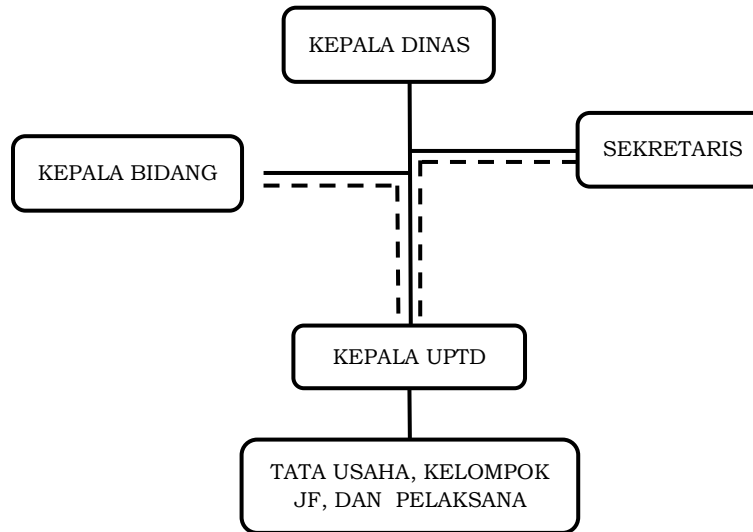 KEPALA DINAS
SEKRETARIS
KEPALA BIDANG
KEPALA UPTD
TATA USAHA, KELOMPOK
JF, DAN PELAKSANA